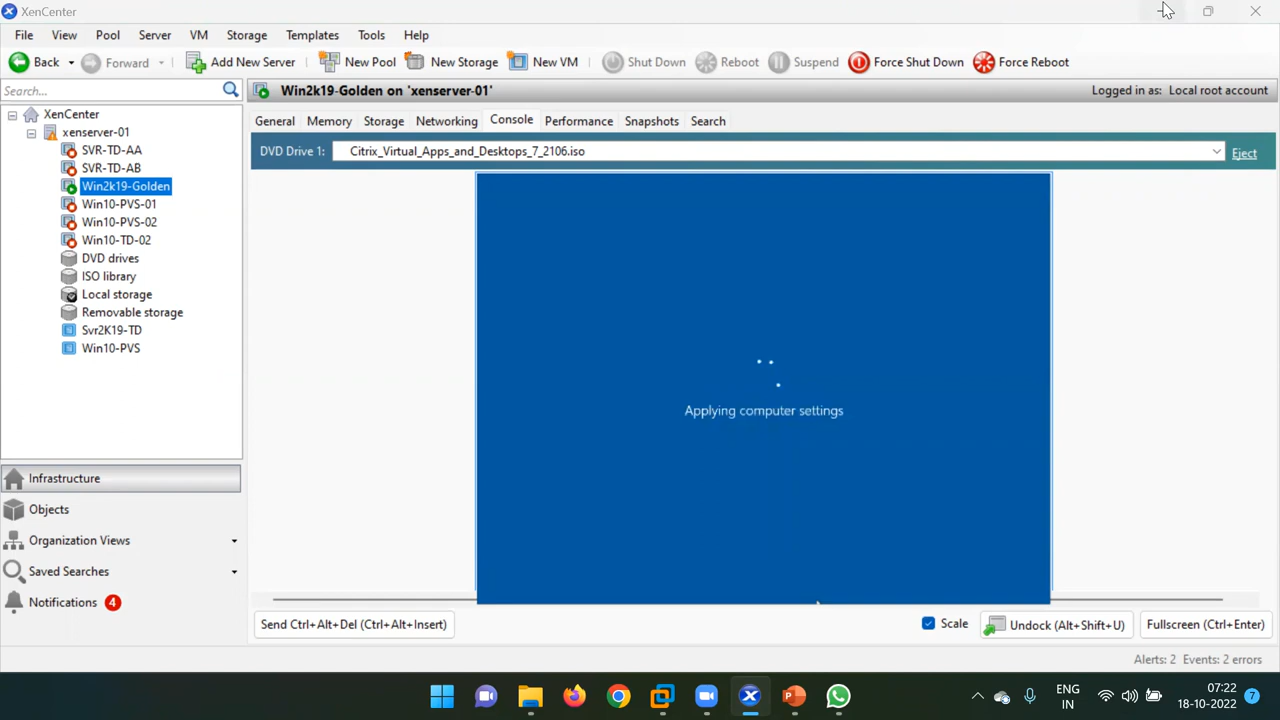 XenCenter
File View Pool Server VM Storage Templates Tools Help
Back Forward Add New Server New Pool New Storage New VM Shut Down Reboot Suspend Force Shut Down Force Reboot
Search...
Win2k19-Golden on 'xenserver-01' Logged in as: Local root account
XenCenter
xenserver-01
SVR-TD-AA
SVR-TD-AB
Win2k19-Golden
Win10-PVS-01
Win10-PVS-02
Win10-TD-02
DVD drives
ISO library
Local storage
Removable storage
Svr2K19-TD
Win10-PVS
General Memory Storage Networking Console Performance Snapshots Search
DVD Drive 1: Citrix_Virtual_Apps_and_Desktops_7_2106.iso Eject
Applying computer settings
Infrastructure
Objects
Organization Views
Saved Searches
Notifications 4
Send Ctrl+Alt+Del (Ctrl+Alt+Insert) Scale Undock (Alt+Shift+U) Fullscreen (Ctrl+Enter)
Alerts: 2 Events: 2 errors
ENG 07:22
IN 18-10-2022 7